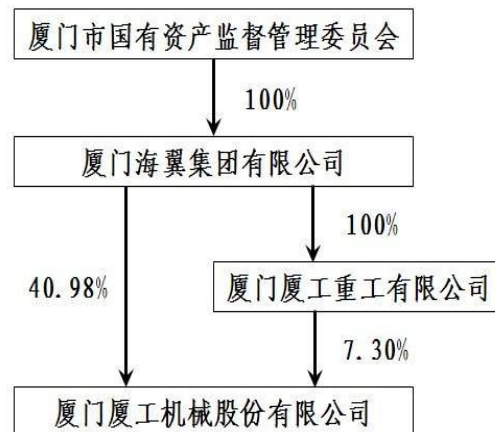 厦门市国有资产监督管理委员会
100%
厦门海翼集团有限公司
100%
40.98%
厦门厦工重工有限公司
7.30%
厦门厦工机械股份有限公司